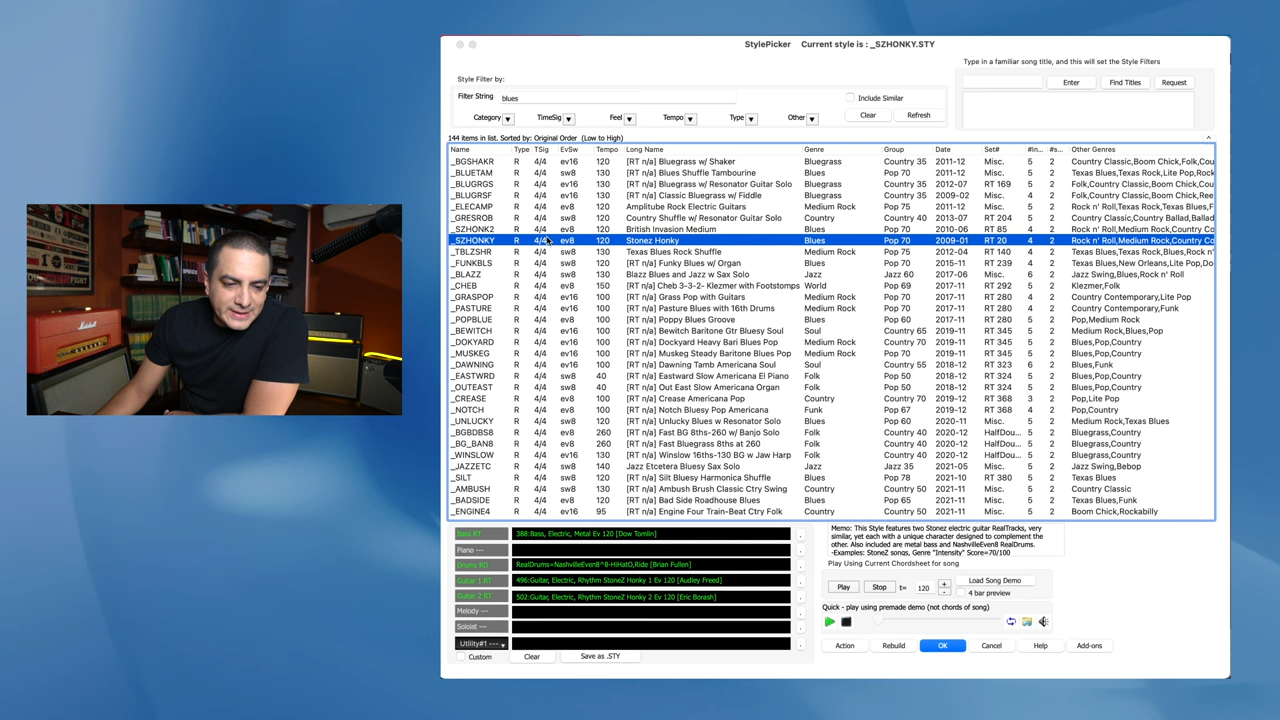 StylePicker Current style is : _SZHONKY.STY
Type in a familiar song title, and this will set the Style Filters
Style Filter by:
Enter Find Titles Request
Filter String blues Include Similar
Category TimeSig Feel Tempo Type Other Clear Refresh
144 items in list. Sorted by: Original Order (Low to High)
Name Type TSig EvSw Tempo Long Name Genre Group Date Set# #In... #s... Other Genres
_BGSHAKR R 4/4 ev16 120 [RT n/a] Bluegrass w/ Shaker Bluegrass Country 35 2011-12 Misc. 5 2 Country Classic,Boom Chick,Folk,Cou
_BLUETAM R 4/4 sw8 130 [RT n/a] Blues Shuffle Tambourine Blues Pop 70 2011-12 Misc. 5 2 Texas Blues,Texas Rock,Lite Pop,Rock
_BLUGRGS R 4/4 ev16 130 [RT n/a] Bluegrass w/ Resonator Guitar Solo Bluegrass Country 35 2012-07 RT 169 5 2 Folk,Country Classic,Boom Chick,Cou
_BLUGRSF R 4/4 ev16 130 [RT n/a] Classic Bluegrass w/ Fiddle Bluegrass Country 35 2009-02 Misc. 4 2 Folk,Country Classic,Boom Chick,Ree
_ELECAMP R 4/4 ev8 120 Amplitube Rock Electric Guitars Medium Rock Pop 75 2011-12 Misc. 5 2 Rock n' Roll,Texas Rock,Texas Blues,F
_GRESROB R 4/4 sw8 120 Country Shuffle w/ Resonator Guitar Solo Country Country 40 2013-07 RT 204 5 2 Country Classic,Country Ballad,Ballad
_SZHONK2 R 4/4 ev8 120 British Invasion Medium Blues Pop 70 2010-06 RT 85 4 2 Rock n' Roll,Medium Rock,Country Co
_SZHONKY R 4/4 ev8 120 Stonez Honky Blues Pop 70 2009-01 RT 20 4 2 Rock n' Roll,Medium Rock,Country Co
_TBLZSHR R 4/4 sw8 130 Texas Blues Rock Shuffle Medium Rock Pop 75 2012-04 RT 140 4 2 Texas Blues,Texas Rock,Blues,Rock n'
_FUNKBLS R 4/4 sw8 120 [RT n/a] Funky Blues w/ Organ Blues Pop 70 2015-11 RT 239 4 2 Texas Blues,New Orleans,Lite Pop,Do
_BLAZZ R 4/4 sw8 130 Blazz Blues and Jazz w Sax Solo Jazz Jazz 60 2017-06 Misc. 6 2 Jazz Swing,Blues,Rock n' Roll
_CHEB R 4/4 ev8 150 [RT n/a] Cheb 3-3-2- Klezmer with Footstomps World Pop 69 2017-11 RT 292 5 2 Klezmer,Folk
_GRASPOP R 4/4 ev16 100 [RT n/a] Grass Pop with Guitars Medium Rock Pop 70 2017-11 RT 280 4 2 Country Contemporary,Lite Pop
_PASTURE R 4/4 ev16 100 [RT n/a] Pasture Blues with 16th Drums Medium Rock Pop 70 2017-11 RT 280 4 2 Country Contemporary,Funk
_POPBLUE R 4/4 ev8 100 [RT n/a] Poppy Blues Groove Blues Pop 60 2017-11 RT 280 5 2 Pop,Medium Rock
_BEWITCH R 4/4 ev16 100 [RT n/a] Bewitch Baritone Gtr Bluesy Soul Soul Country 65 2019-11 RT 345 5 2 Medium Rock,Blues,Pop
_DOKYARD R 4/4 ev16 100 [RT n/a] Dockyard Heavy Bari Blues Pop Medium Rock Country 70 2019-11 RT 345 5 2 Blues,Pop,Country
_MUSKEG R 4/4 ev16 100 [RT n/a] Muskeg Steady Baritone Blues Pop Medium Rock Pop 70 2019-11 RT 345 5 2 Blues,Pop,Country
_DAWNING R 4/4 ev16 100 [RT n/a] Dawning Tamb Americana Soul Soul Country 55 2018-12 RT 323 6 2 Blues,Funk
_EASTWRD R 4/4 sw8 40 [RT n/a] Eastward Slow Americana El Piano Folk Pop 50 2018-12 RT 324 5 2 Blues,Pop,Country
_OUTEAST R 4/4 sw8 40 [RT n/a] Out East Slow Americana Organ Folk Pop 50 2018-12 RT 324 5 2 Blues,Pop,Country
_CREASE R 4/4 ev8 100 [RT n/a] Crease Americana Pop Country Country 70 2019-12 RT 368 3 2 Pop,Lite Pop
_NOTCH R 4/4 ev8 100 [RT n/a] Notch Bluesy Pop Americana Funk Pop 67 2019-12 RT 368 4 2 Pop,Country
_UNLUCKY R 4/4 sw8 120 [RT n/a] Unlucky Blues w Resonator Solo Blues Pop 60 2020-11 Misc. 5 2 Medium Rock,Texas Blues
_BGBDBS8 R 4/4 ev8 260 [RT n/a] Fast BG 8ths-260 w/ Banjo Solo Folk Country 40 2020-12 HalfDou... 5 2 Bluegrass,Country
_BG_BAN8 R 4/4 ev8 260 [RT n/a] Fast Bluegrass 8ths at 260 Folk Country 40 2020-12 HalfDou... 5 2 Bluegrass,Country
_WINSLOW R 4/4 ev16 130 [RT n/a] Winslow 16ths-130 BG w Jaw Harp Folk Country 40 2020-12 Misc. 5 2 Bluegrass,Country
_JAZZETC R 4/4 sw8 140 Jazz Etcetera Bluesy Sax Solo Jazz Jazz 35 2021-05 Misc. 5 2 Jazz Swing,Bebop
_SILT R 4/4 sw8 120 [RT n/a] Silt Bluesy Harmonica Shuffle Blues Pop 78 2021-10 RT 380 5 2 Texas Blues
_AMBUSH R 4/4 sw8 130 [RT n/a] Ambush Brush Classic Ctry Swing Country Country 50 2021-11 Misc. 5 2 Country Classic
_BADSIDE R 4/4 ev8 120 [RT n/a] Bad Side Roadhouse Blues Blues Pop 65 2021-11 Misc. 5 2 Texas Blues,Funk
_ENGINE4 R 4/4 ev16 95 [RT n/a] Engine Four Train-Beat Ctry Folk Country Country 50 2021-11 Misc. 5 2 Boom Chick,Rockabilly
Bass RT 388:Bass, Electric, Metal Ev 120 [Dow Tomlin]
Piano ---
Drums RD RealDrums=NashvilleEven8^8-HiHatO,Ride [Brian Fullen]
Guitar 1 RT 496:Guitar, Electric, Rhythm StoneZ Honky 1 Ev 120 [Audley Freed]
Guitar 2 RT 502:Guitar, Electric, Rhythm StoneZ Honky 2 Ev 120 [Eric Borash]
Melody ---
Soloist ---
Utility#1 ---
Custom Clear Save as .STY
Memo: This Style features two Stonez electric guitar RealTracks, very
similar, yet each with a unique character designed to complement the
other. Also included are metal bass and NashvilleEven8 RealDrums.
-Examples: StoneZ songs, Genre "Intensity" Score=70/100
Play Using Current Chordsheet for song
Play Stop t= 120 + - Load Song Demo
4 bar preview
Quick - play using premade demo (not chords of song)
Action Rebuild OK Cancel Help Add-ons
Marshall